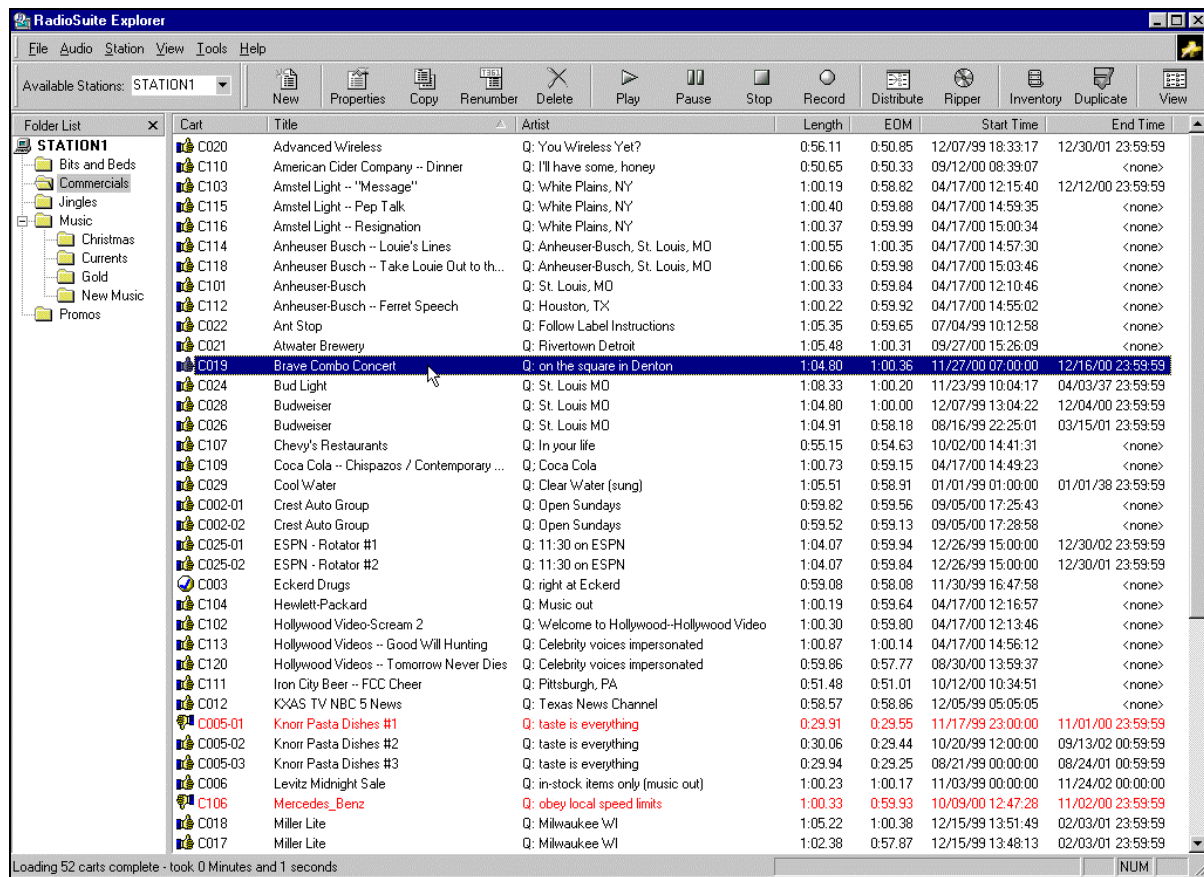 RadioSuite Explorer
File Audio Station View Tools Help
Available Stations: STATION1 New Properties Copy Renumber Delete Play Pause Stop Record Distribute Ripper Inventory Duplicate View
Folder List Cart Title Artist Length EOM Start Time End Time
STATION1
Bits and Beds
Commercials
Jingles
Music
Christmas
Currents
Gold
New Music
Promos
C020 Advanced Wireless Q: You Wireless Yet? 0:56.11 0:50.85 12/07/99 18:33:17 12/30/01 23:59:59
C110 American Cider Company -- Dinner Q: I'll have some, honey 0:50.65 0:50.33 09/12/00 08:39:07 <none>
C103 Amstel Light -- "Message" Q: White Plains, NY 1:00.19 0:58.82 04/17/00 12:15:40 12/12/00 23:59:59
C115 Amstel Light -- Pep Talk Q: White Plains, NY 1:00.40 0:59.88 04/17/00 14:59:35 <none>
C116 Amstel Light -- Resignation Q: White Plains, NY 1:00.37 0:59.99 04/17/00 15:00:34 <none>
C114 Anheuser Busch -- Louie's Lines Q: Anheuser-Busch, St. Louis, MO 1:00.55 1:00.35 04/17/00 14:57:30 <none>
C118 Anheuser Busch -- Take Louie Out to th... Q: Anheuser-Busch, St. Louis, MO 1:00.66 0:59.98 04/17/00 15:03:46 <none>
C101 Anheuser-Busch Q: St. Louis, MO 1:00.33 0:59.84 04/17/00 12:10:46 <none>
C112 Anheuser-Busch -- Ferret Speech Q: Houston, TX 1:00.22 0:59.92 04/17/00 14:55:02 <none>
C022 Ant Stop Q: Follow Label Instructions 1:05.35 0:59.65 07/04/99 10:12:58 <none>
C021 Atwater Brewery Q: Rivertown Detroit 1:05.48 1:00.31 09/27/00 15:26:09 <none>
C019 Brave Combo Concert Q: on the square in Denton 1:04.80 1:00.36 11/27/00 07:00:00 12/16/00 23:59:59
C024 Bud Light Q: St. Louis MO 1:08.33 1:00.20 11/23/99 10:04:17 04/03/37 23:59:59
C028 Budweiser Q: St. Louis MO 1:04.80 1:00.00 12/07/99 13:04:22 12/04/00 23:59:59
C026 Budweiser Q: St. Louis MO 1:04.91 0:58.18 08/16/99 22:25:01 03/15/01 23:59:59
C107 Chevy's Restaurants Q: In your life 0:55.15 0:54.63 10/02/00 14:41:31 <none>
C109 Coca Cola -- Chispazos / Contemporary ... Q; Coca Cola 1:00.73 0:59.15 04/17/00 14:49:23 <none>
C029 Cool Water Q: Clear Water (sung) 1:05.51 0:58.91 01/01/99 01:00:00 01/01/38 23:59:59
C002-01 Crest Auto Group Q: Open Sundays 0:59.82 0:59.56 09/05/00 17:25:43 <none>
C002-02 Crest Auto Group Q: Open Sundays 0:59.52 0:59.13 09/05/00 17:28:58 <none>
C025-01 ESPN - Rotator #1 Q: 11:30 on ESPN 1:04.07 0:59.94 12/26/99 15:00:00 12/30/02 23:59:59
C025-02 ESPN - Rotator #2 Q: 11:30 on ESPN 1:04.07 0:59.84 12/26/99 15:00:00 12/30/01 23:59:59
C003 Eckerd Drugs Q: right at Eckerd 0:59.08 0:58.08 11/30/99 16:47:58 <none>
C104 Hewlett-Packard Q: Music out 1:00.19 0:59.64 04/17/00 12:16:57 <none>
C102 Hollywood Video-Scream 2 Q: Welcome to Hollywood--Hollywood Video 1:00.30 0:59.80 04/17/00 12:13:46 <none>
C113 Hollywood Videos -- Good Will Hunting Q: Celebrity voices impersonated 1:00.87 1:00.14 04/17/00 14:56:12 <none>
C120 Hollywood Videos -- Tomorrow Never Dies Q: Celebrity voices impersonated 0:59.86 0:57.77 08/30/00 13:59:37 <none>
C111 Iron City Beer -- FCC Cheer Q: Pittsburgh, PA 0:51.48 0:51.01 10/12/00 10:34:51 <none>
C012 KXAS TV NBC 5 News Q: Texas News Channel 0:58.57 0:58.86 12/05/99 05:05:05 <none>
C005-01 Knorr Pasta Dishes #1 Q: taste is everything 0:29.91 0:29.55 11/17/99 23:00:00 11/01/00 23:59:59
C005-02 Knorr Pasta Dishes #2 Q: taste is everything 0:30.06 0:29.44 10/20/99 12:00:00 09/13/02 00:59:59
C005-03 Knorr Pasta Dishes #3 Q: taste is everything 0:29.94 0:29.25 08/21/99 00:00:00 08/24/01 00:59:59
C006 Levitz Midnight Sale Q: in-stock items only (music out) 1:00.23 1:00.17 11/03/99 00:00:00 11/24/02 00:00:00
C106 Mercedes_Benz Q: obey local speed limits 1:00.33 0:59.93 10/09/00 12:47:28 11/02/00 23:59:59
C018 Miller Lite Q: Milwaukee WI 1:05.22 1:00.38 12/15/99 13:51:49 02/03/01 23:59:59
C017 Miller Lite Q: Milwaukee WI 1:02.38 0:57.87 12/15/99 13:48:13 02/03/01 23:59:59
Loading 52 carts complete - took 0 Minutes and 1 seconds NUM